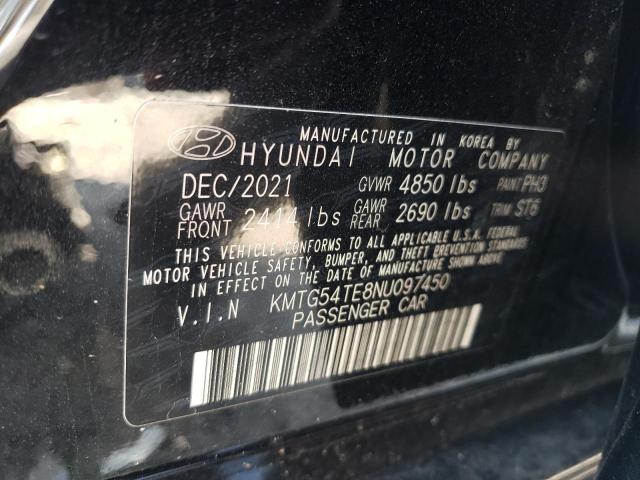 MANUFACTURED IN KOREA BY
HYUNDAI MOTOR COMPANY
DEC/2021 GVWR 4850 lbs PAINT PH3
GAWR FRONT 2414 lbs GAWR REAR 2690 lbs TRIM ST6
THIS VEHICLE CONFORMS TO ALL APPLICABLE U.S.A. FEDERAL
MOTOR VEHICLE SAFETY, BUMPER, AND THEFT PREVENTION STANDARDS
IN EFFECT ON THE DATE OF MANUFACTURE SHOWN ABOVE.
V.I.N KMTG54TE8NU097450
PASSENGER CAR